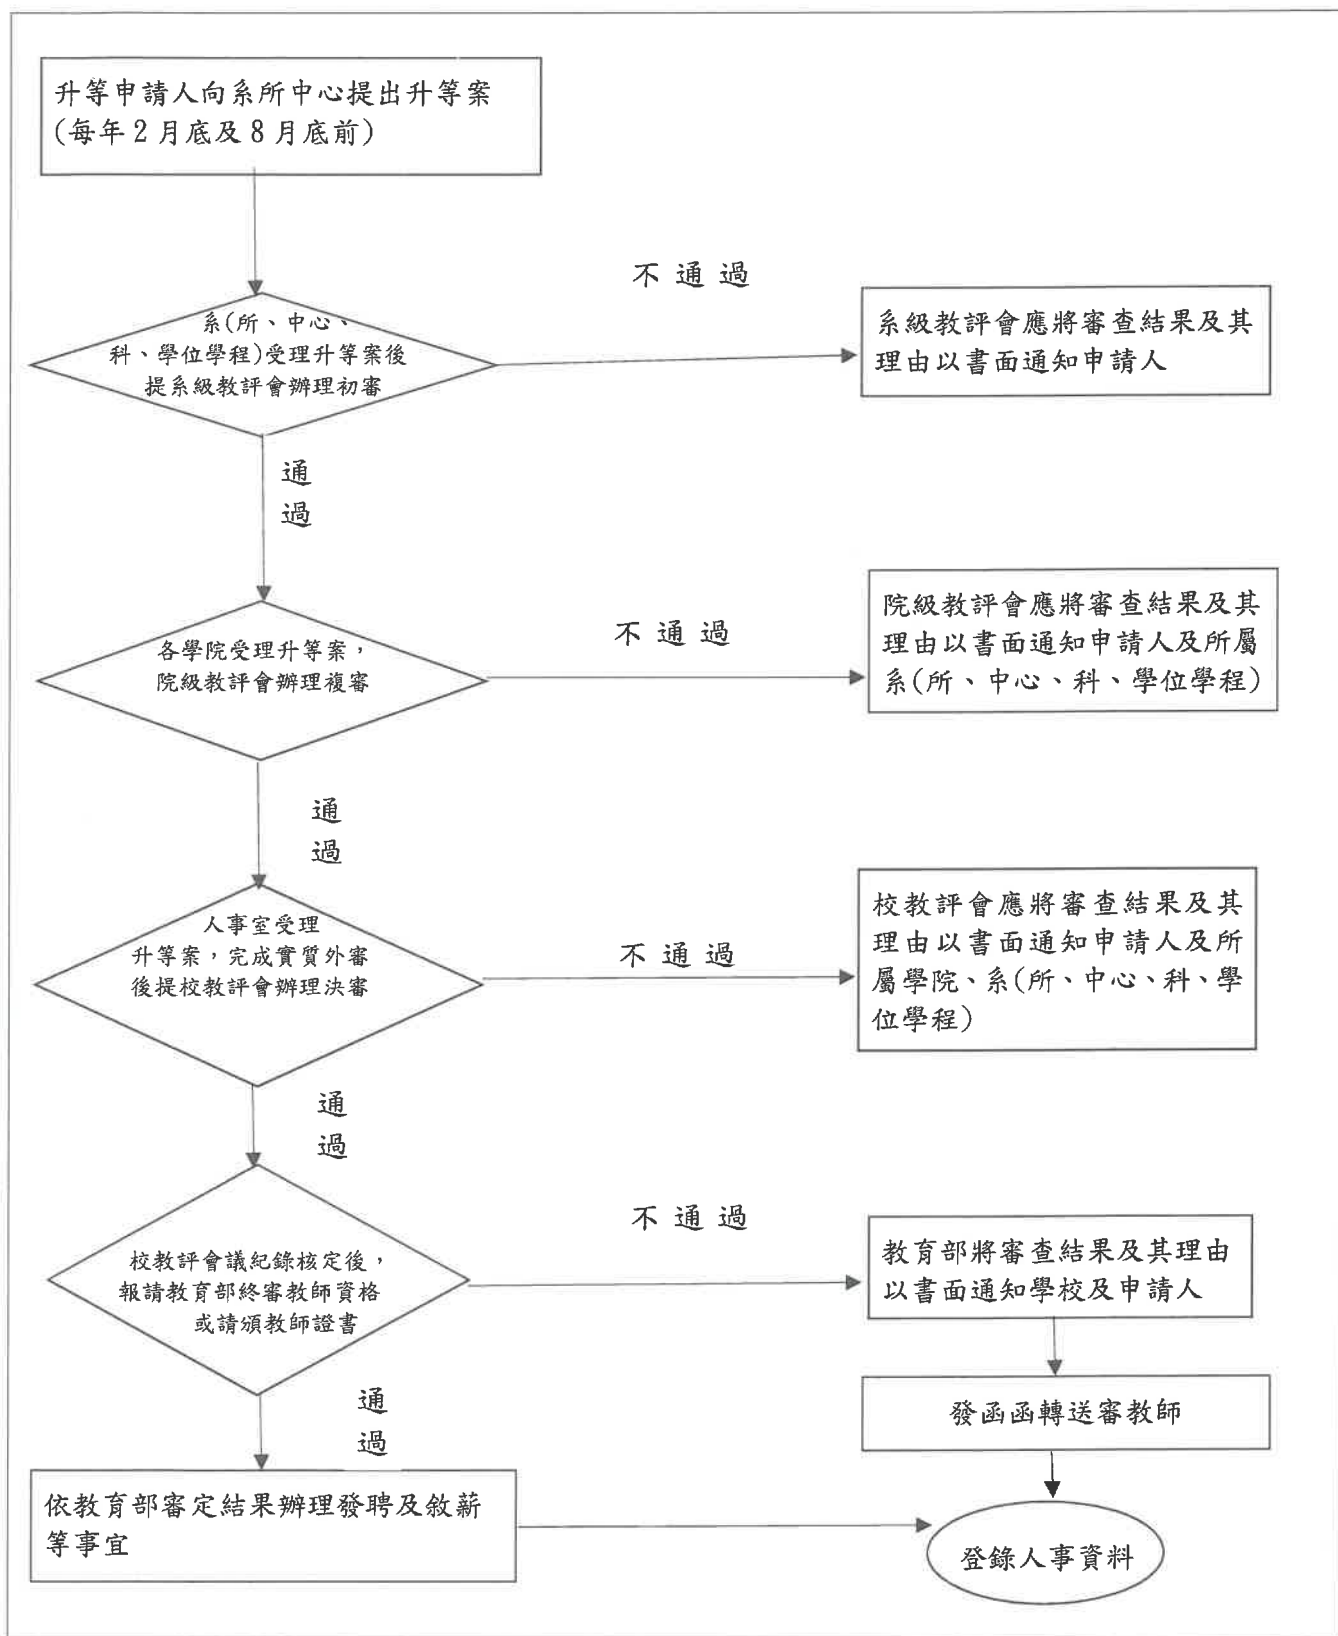 升等申請人向系所中心提出升等案
(每年2月底及8月底前)
不通過
系(所、中心、
科、學位學程)受理升等案後
提系級教評會辦理初審
系級教評會應將審查結果及其
理由以書面通知申請人
通
過
不通過
各學院受理升等案，
院級教評會辦理複審
院級教評會應將審查結果及其
理由以書面通知申請人及所屬
系(所、中心、科、學位學程)
通
過
不通過
人事室受理
升等案，完成實質外審
後提校教評會辦理決審
校教評會應將審查結果及其
理由以書面通知申請人及所
屬學院、系(所、中心、科、學
位學程)
通
過
不通過
校教評會議紀錄核定後，
報請教育部終審教師資格
或請頒教師證書
教育部將審查結果及其理由
以書面通知學校及申請人
發函函轉送審教師
通
過
依教育部審定結果辦理發聘及敘薪
等事宜
登錄人事資料